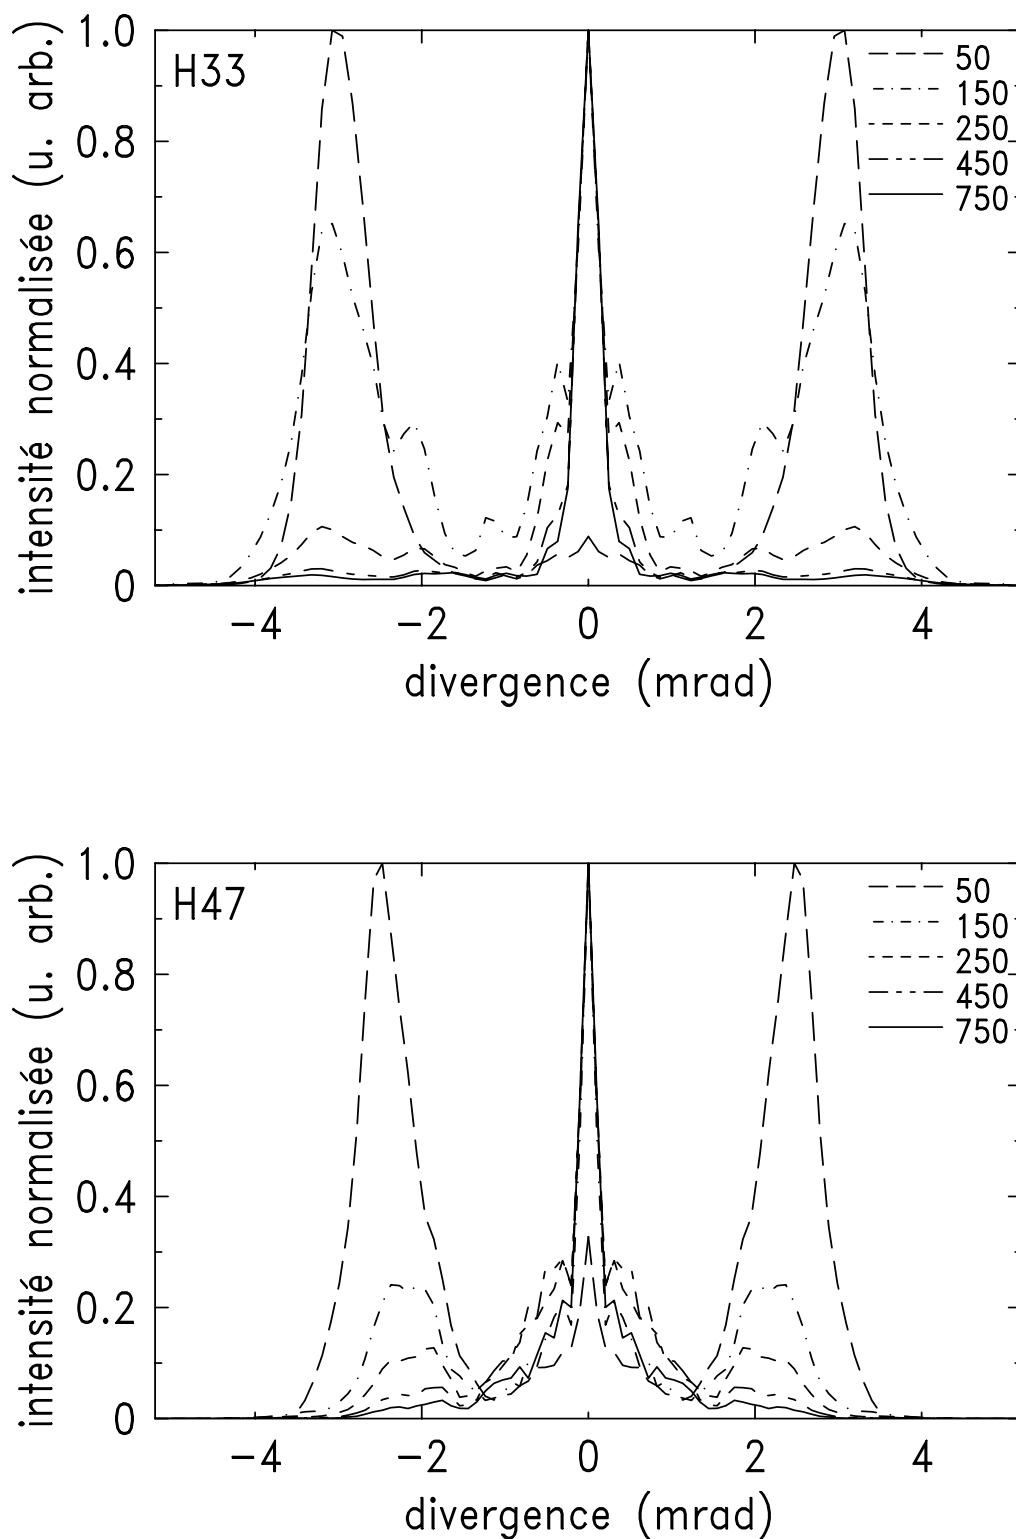 H33
50
150
250
450
750
intensité normalisée (u. arb.)
1.0
0.8
0.6
0.4
0.2
0
−4 −2 0 2 4
divergence (mrad)
H47
50
150
250
450
750
intensité normalisée (u. arb.)
1.0
0.8
0.6
0.4
0.2
0
−4 −2 0 2 4
divergence (mrad)